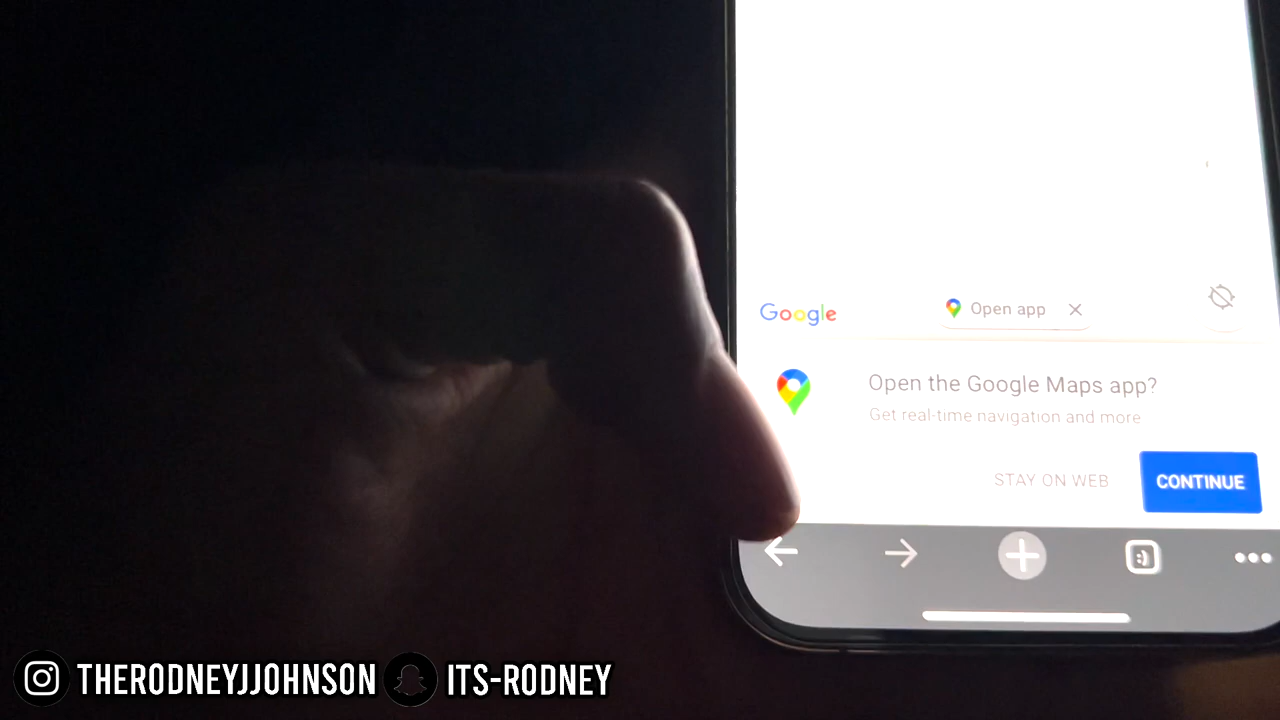 Google
Open app
Open the Google Maps app?
Get real-time navigation and more
STAY ON WEB
CONTINUE
:)
THERODNEYJJOHNSON
ITS-RODNEY